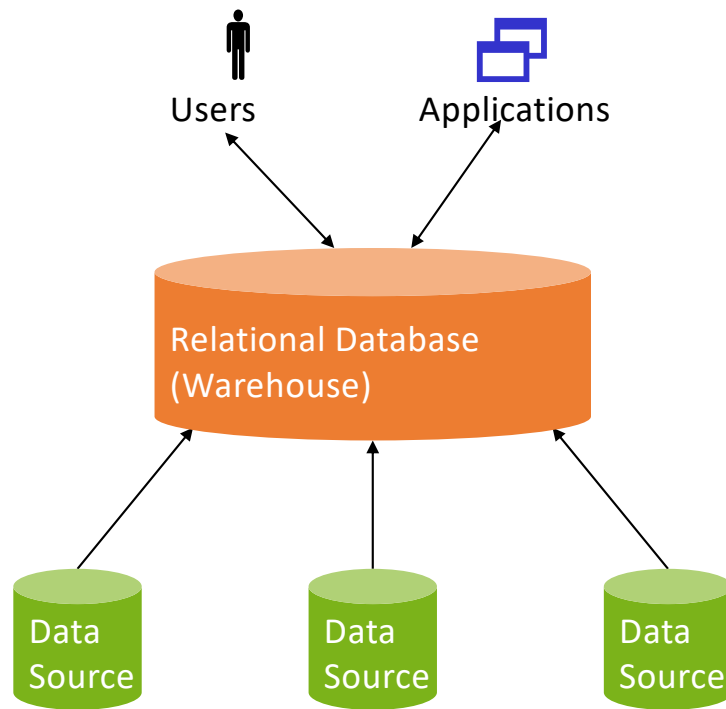 Users
Applications
Relational Database
(Warehouse)
Data
Source
Data
Source
Data
Source